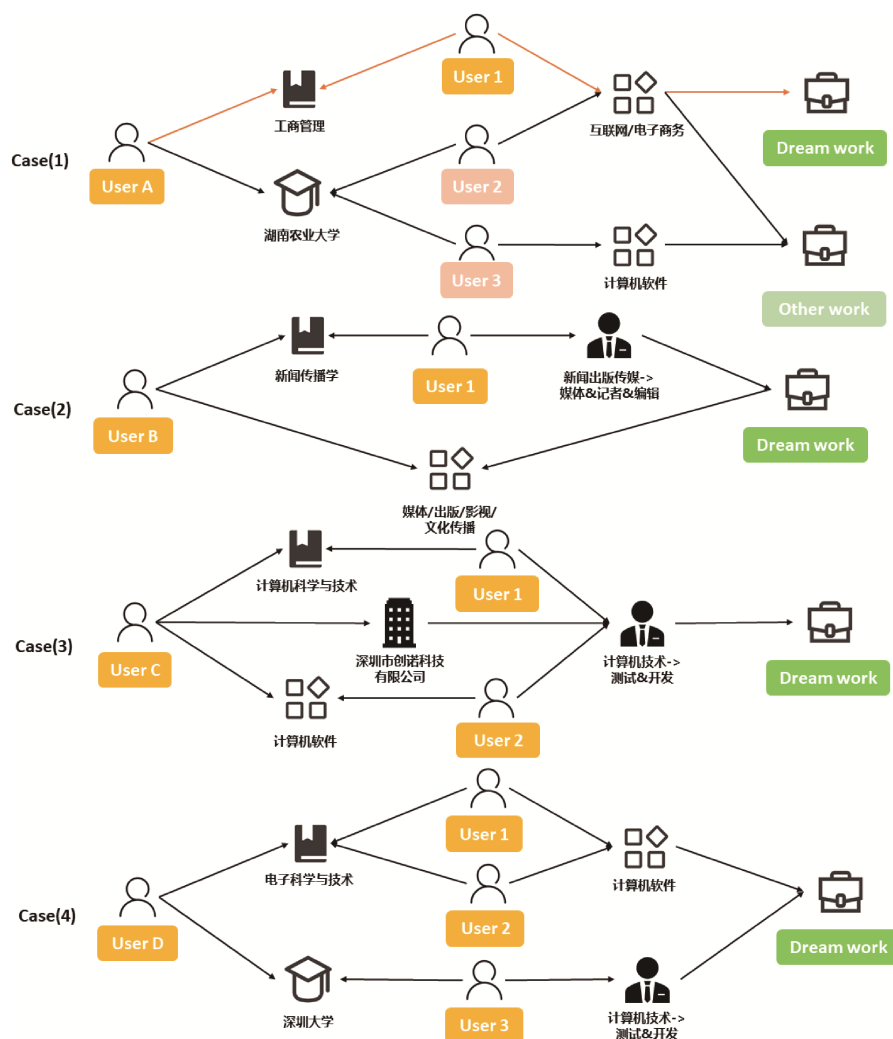 User 1
工商管理
互联网/电子商务
Dream work
Case(1)
User A
User 2
湖南农业大学
User 3
计算机软件
Other work
新闻传播学
User 1
新闻出版传媒->
媒体&记者&编辑
Case(2)
User B
Dream work
媒体/出版/影视/
文化传播
计算机科学与技术
User 1
Case(3)
User C
深圳市创诺科技
有限公司
计算机技术->
测试&开发
Dream work
计算机软件
User 2
User 1
电子科学与技术
计算机软件
Case(4)
User D
User 2
Dream work
深圳大学
User 3
计算机技术->
测试&开发